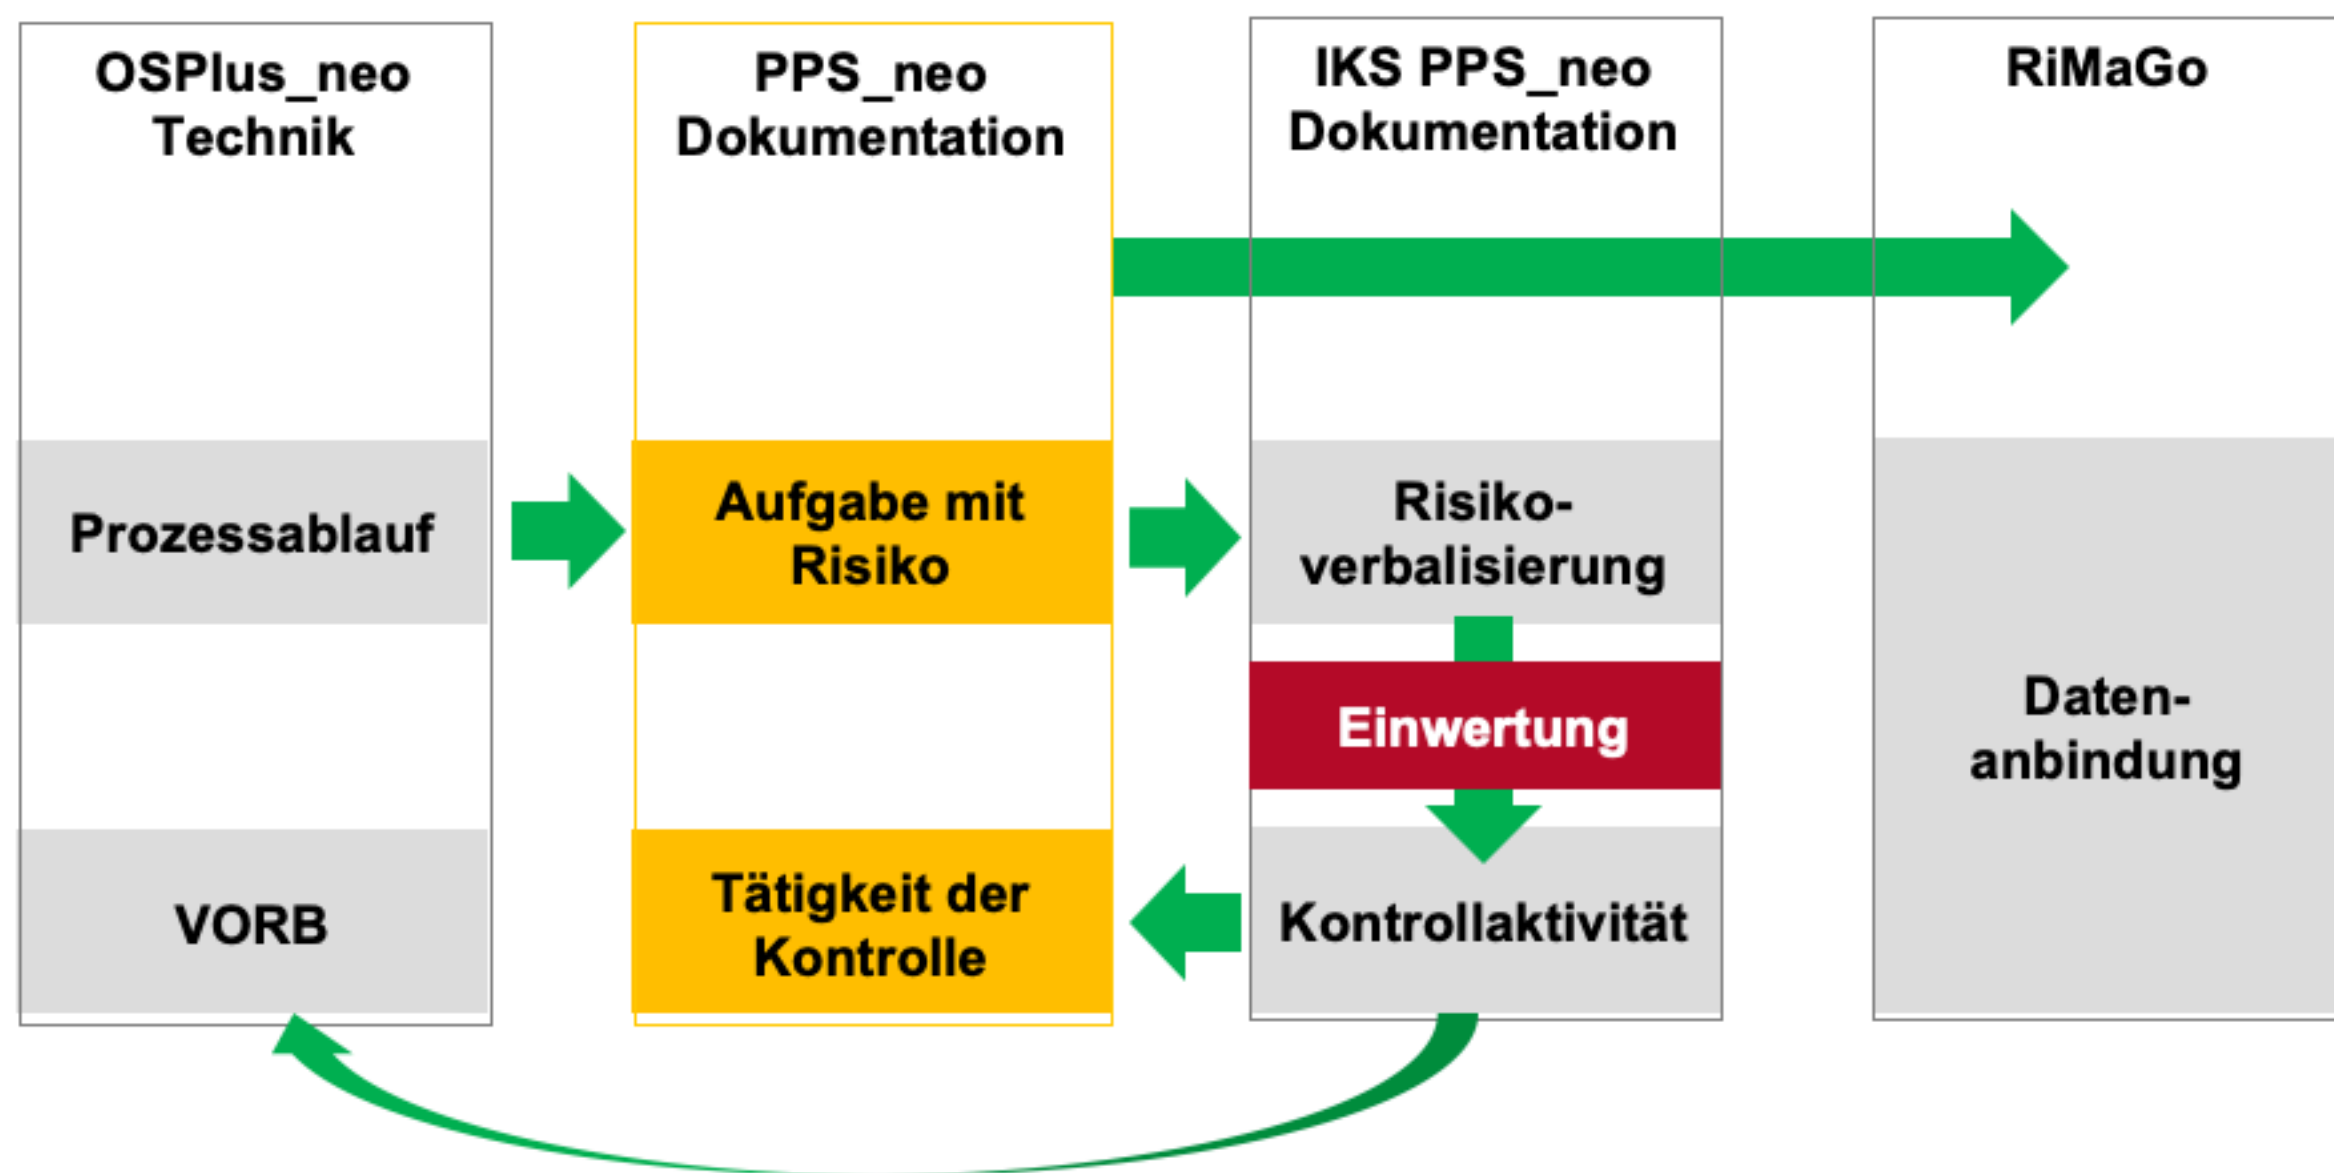 OSPlus_neo
Technik
PPS_neo
Dokumentation
IKS PPS_neo
Dokumentation
RiMaGo
Prozessablauf
Aufgabe mit
Risiko
Risiko-
verbalisierung
Einwertung
Daten-
anbindung
VORB
Tätigkeit der
Kontrolle
Kontrollaktivität